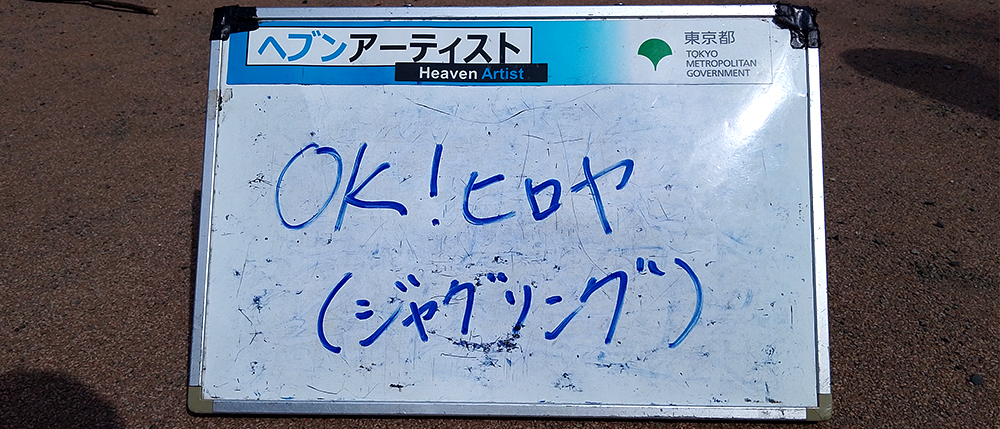 ヘブンアーティスト
Heaven Artist
東京都
TOKYO
METROPOLITAN
GOVERNMENT
OK!ヒロヤ
(ジャグリング)